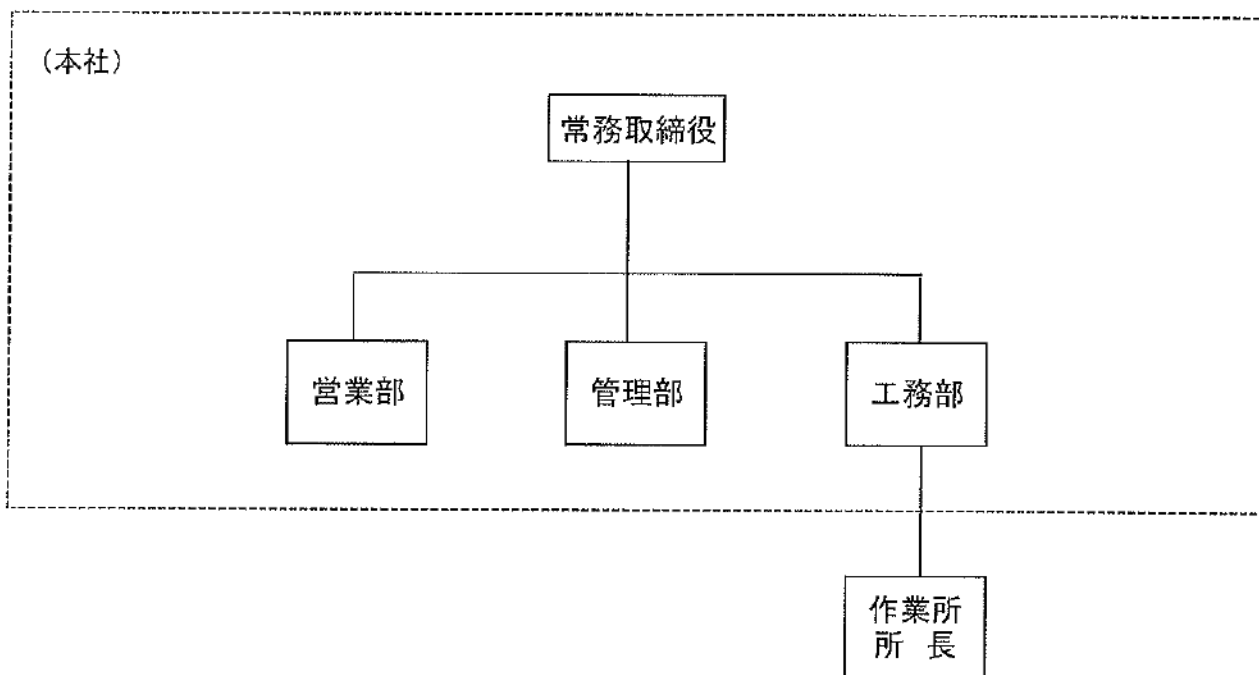 (本社)
常務取締役
営業部
管理部
工務部
作業所
所長